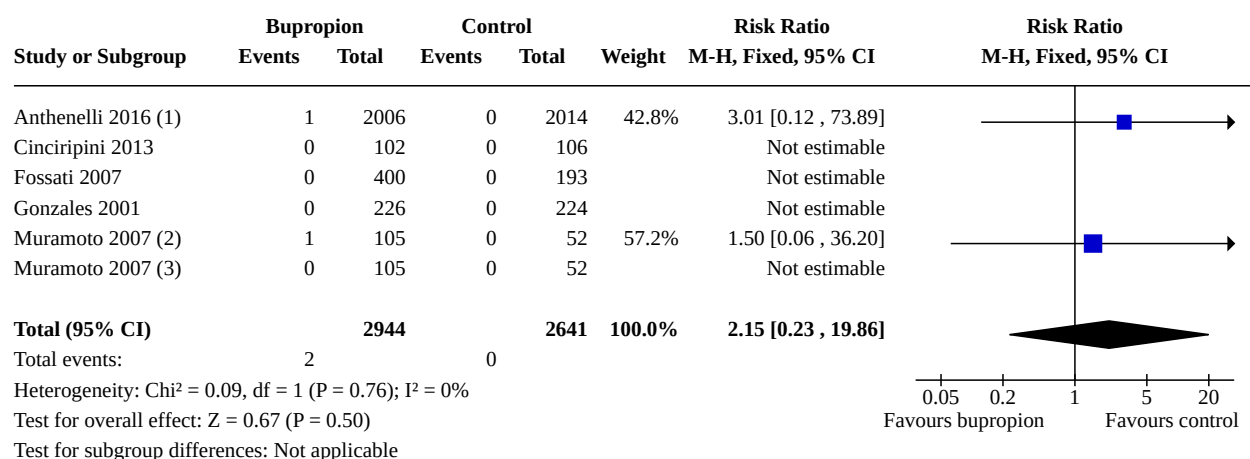 Bupropion Control Risk Ratio Risk Ratio
Study or Subgroup Events Total Events Total Weight M-H, Fixed, 95% CI M-H, Fixed, 95% CI
Anthenelli 2016 (1) 1 2006 0 2014 42.8% 3.01 [0.12 , 73.89]
Cinciripini 2013 0 102 0 106 Not estimable
Fossati 2007 0 400 0 193 Not estimable
Gonzales 2001 0 226 0 224 Not estimable
Muramoto 2007 (2) 1 105 0 52 57.2% 1.50 [0.06 , 36.20]
Muramoto 2007 (3) 0 105 0 52 Not estimable
Total (95% CI) 2944 2641 100.0% 2.15 [0.23 , 19.86]
Total events: 2 0
Heterogeneity: Chi² = 0.09, df = 1 (P = 0.76); I² = 0%
0.05 0.2 1 5 20
Test for overall effect: Z = 0.67 (P = 0.50) Favours bupropion Favours control
Test for subgroup differences: Not applicable